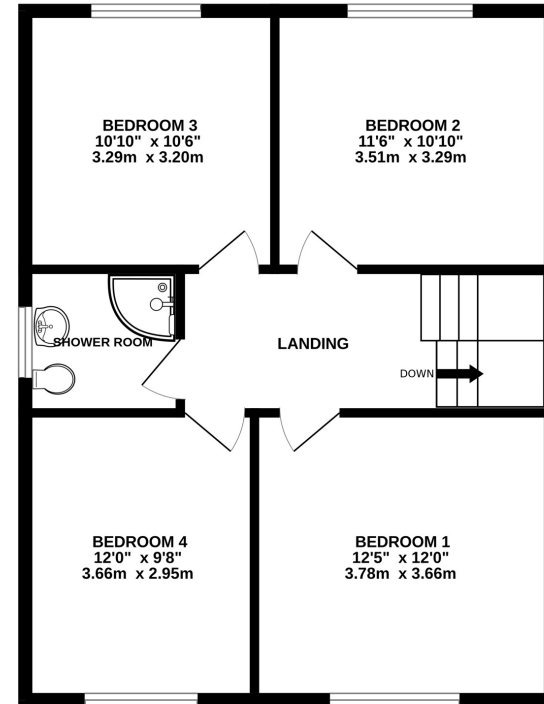 BEDROOM 3
10'10" x 10'6"
3.29m x 3.20m
BEDROOM 2
11'6" x 10'10"
3.51m x 3.29m
SHOWER ROOM
LANDING
DOWN
BEDROOM 4
12'0" x 9'8"
3.66m x 2.95m
BEDROOM 1
12'5" x 12'0"
3.78m x 3.66m